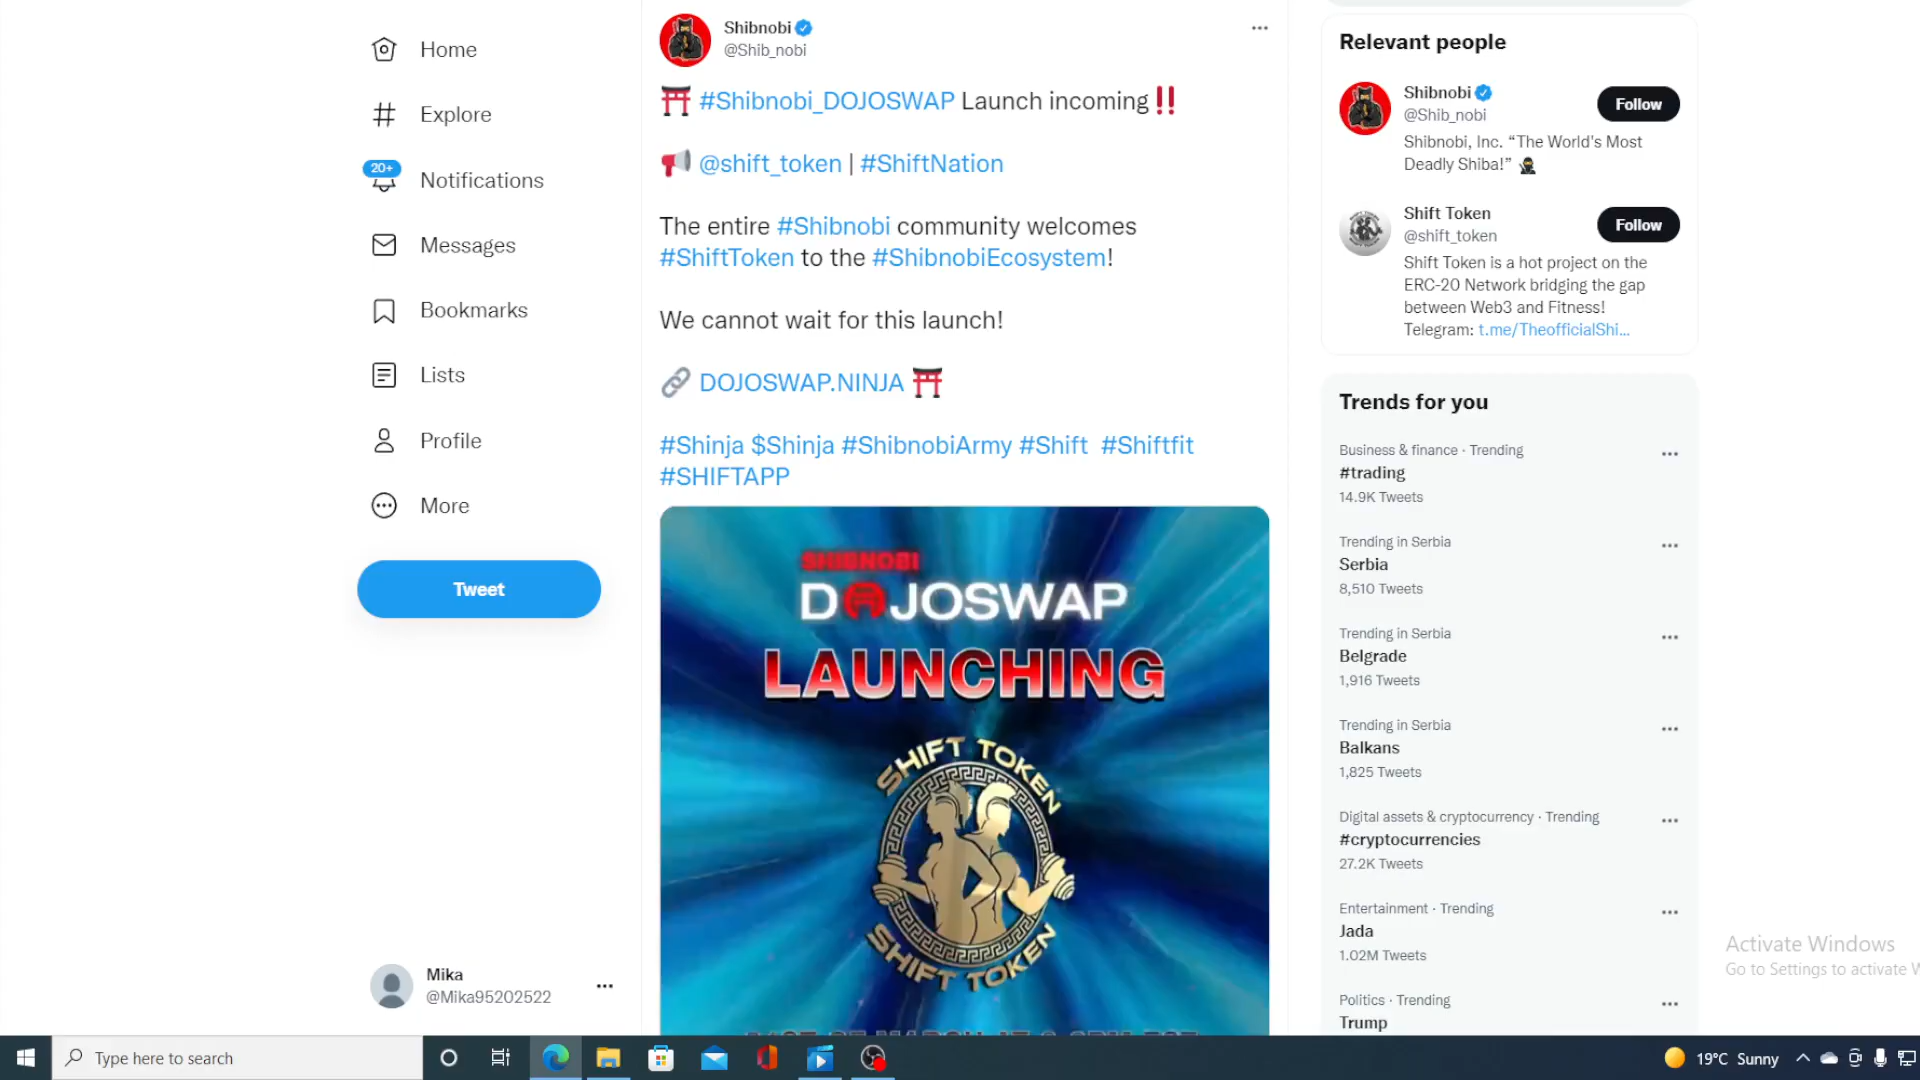 Home
Explore
20+
Notifications
Messages
Bookmarks
Lists
Profile
More
Tweet
Mika
@Mika95202522
Shibnobi
@Shib_nobi
#Shibnobi_DOJOSWAP Launch incoming‼
@shift_token | #ShiftNation
The entire #Shibnobi community welcomes
#ShiftToken to the #ShibnobiEcosystem!
We cannot wait for this launch!
DOJOSWAP.NINJA
#Shinja $Shinja #ShibnobiArmy #Shift #Shiftfit
#SHIFTAPP
SHIBNOBI
DOJOSWAP
LAUNCHING
SHIFT TOKEN
SHIFT TOKEN
Relevant people
Shibnobi
Follow
@Shib_nobi
Shibnobi, Inc. “The World's Most
Deadly Shiba!”
Shift Token
Follow
@shift_token
Shift Token is a hot project on the
ERC-20 Network bridging the gap
between Web3 and Fitness!
Telegram: t.me/TheofficialShi...
Trends for you
Business & finance · Trending
#trading
14.9K Tweets
Trending in Serbia
Serbia
8,510 Tweets
Trending in Serbia
Belgrade
1,916 Tweets
Trending in Serbia
Balkans
1,825 Tweets
Digital assets & cryptocurrency · Trending
#cryptocurrencies
27.2K Tweets
Entertainment · Trending
Jada
1.02M Tweets
Politics · Trending
Trump
Activate Windows
Go to Settings to activate W
Type here to search
19°C Sunny